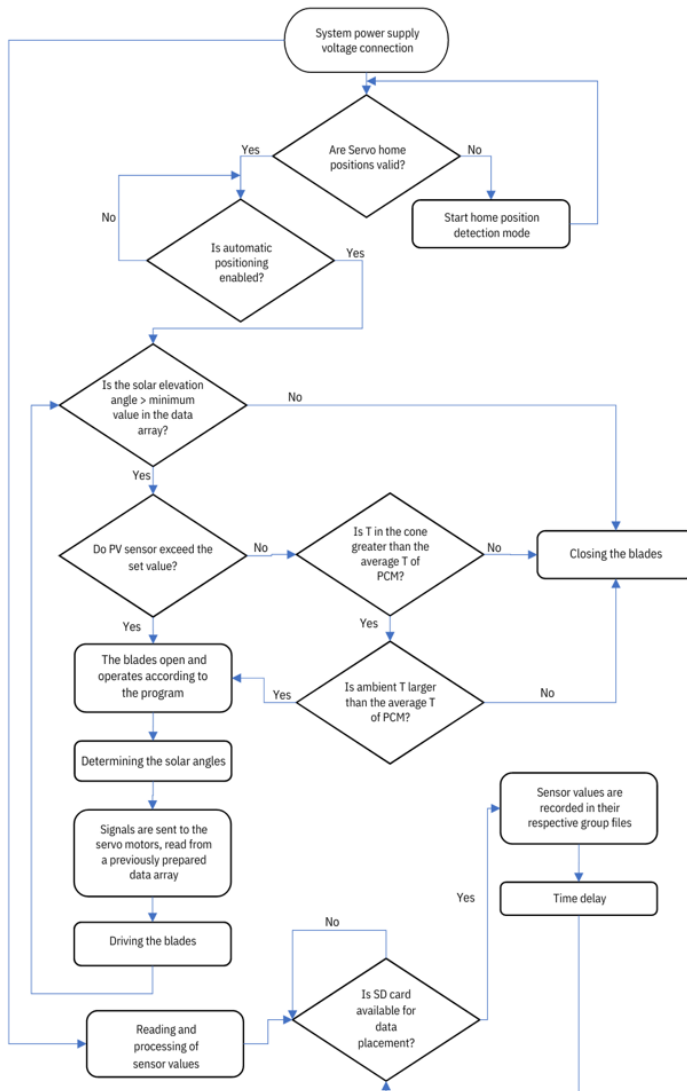 System power supply
voltage connection
Are Servo home
positions valid?
Yes
No
Start home position
detection mode
No
Is automatic
positioning
enabled?
Yes
Is the solar elevation
angle > minimum
value in the data
array?
No
Yes
Do PV sensor exceed the
set value?
No
Is T in the cone
greater than the
average T of
PCM?
No
Closing the blades
Yes
Yes
The blades open and
operates according to
the program
Yes
Is ambient T larger
than the average T
of PCM?
No
Determining the solar angles
Signals are sent to the
servo motors, read from
a previously prepared
data array
Driving the blades
Sensor values are
recorded in their
respective group files
Yes
Time delay
No
Is SD card
available for
data
placement?
Reading and
processing of
sensor values